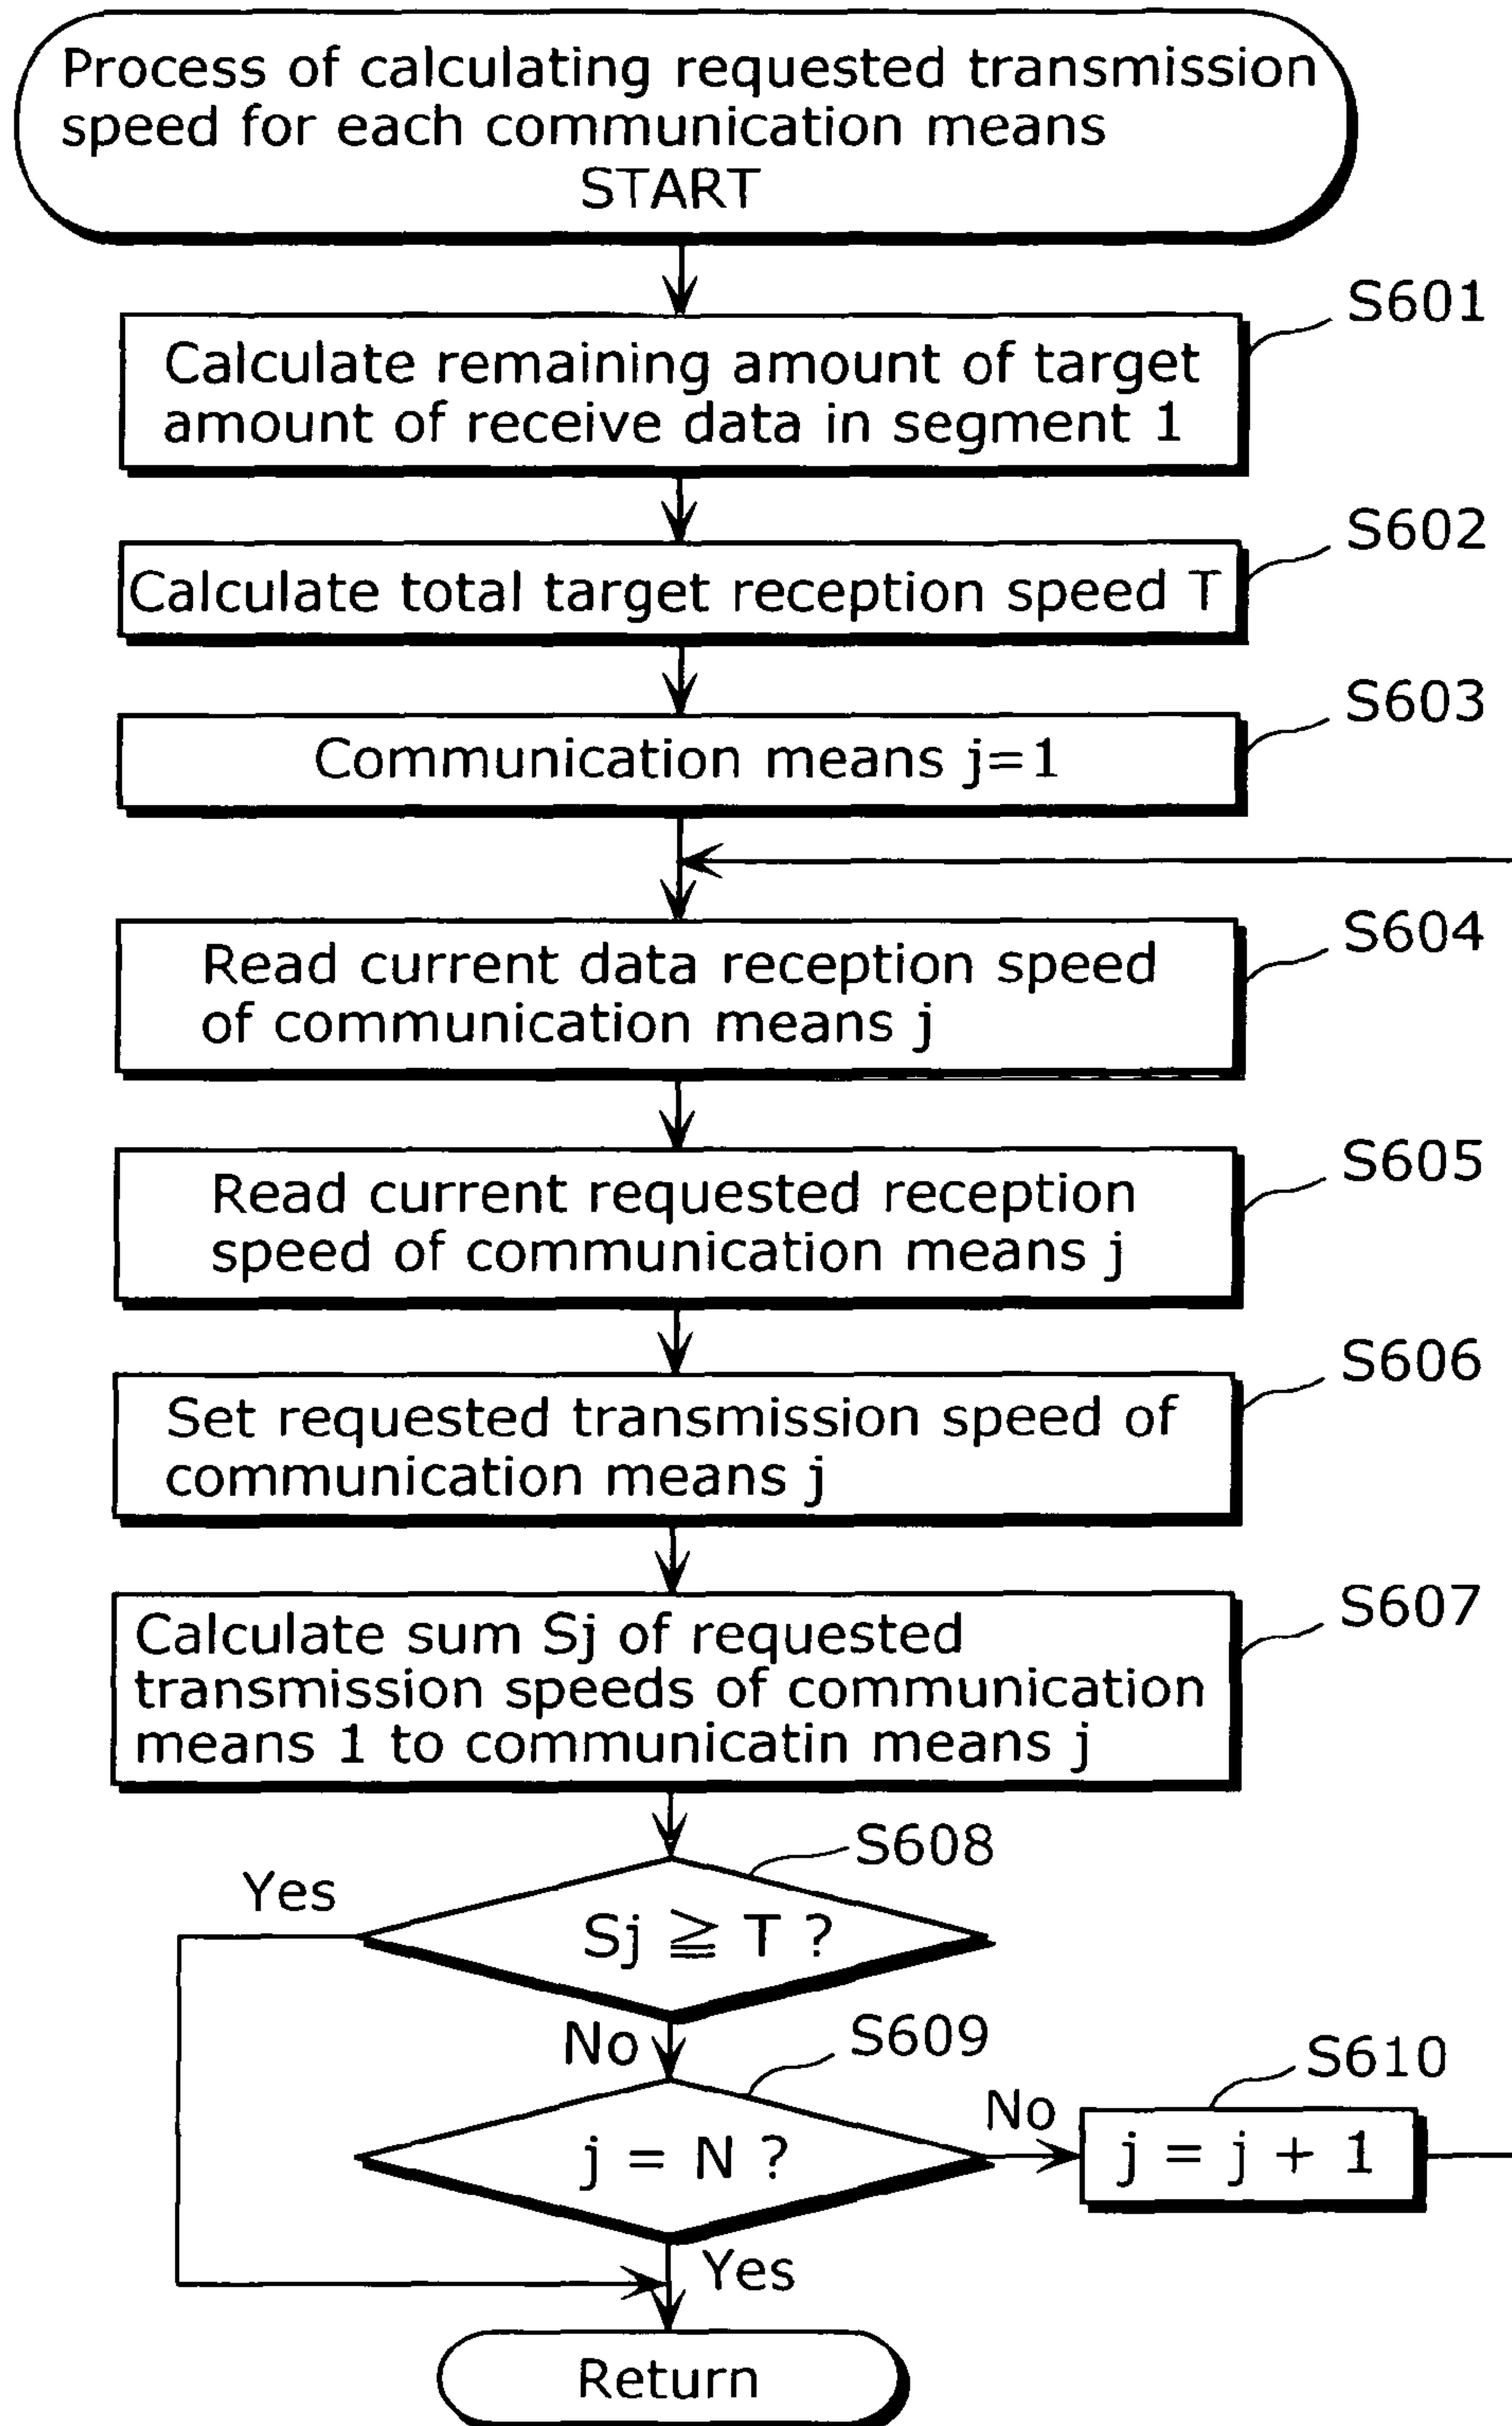 Process of calculating requested transmission
speed for each communication means
START
S601
Calculate remaining amount of target
amount of receive data in segment 1
S602
Calculate total target reception speed T
S603
Communication means j=1
S604
Read current data reception speed
of communication means j
S605
Read current requested reception
speed of communication means j
S606
Set requested transmission speed of
communication means j
S607
Calculate sum Sj of requested
transmission speeds of communication
means 1 to communicatin means j
S608
Yes
Sj ≧ T ?
No
S609
S610
No
j = N ?
j = j + 1
Yes
Return